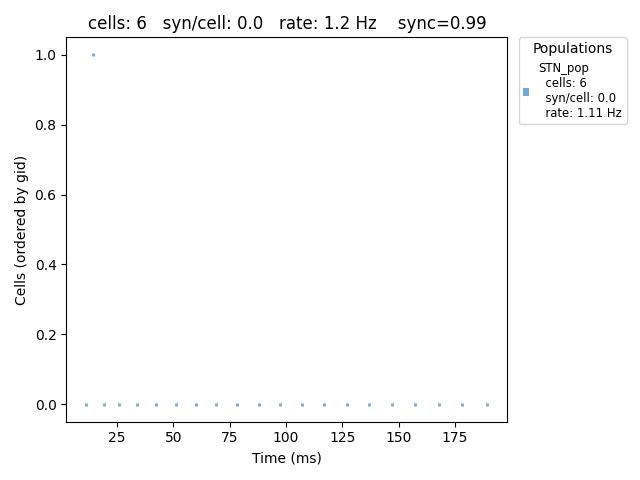 cells: 6   syn/cell: 0.0   rate: 1.2 Hz    sync=0.99
Populations
STN_pop
cells: 6
syn/cell: 0.0
rate: 1.11 Hz
Cells (ordered by gid)
1.0
0.8
0.6
0.4
0.2
0.0
25 50 75 100 125 150 175
Time (ms)